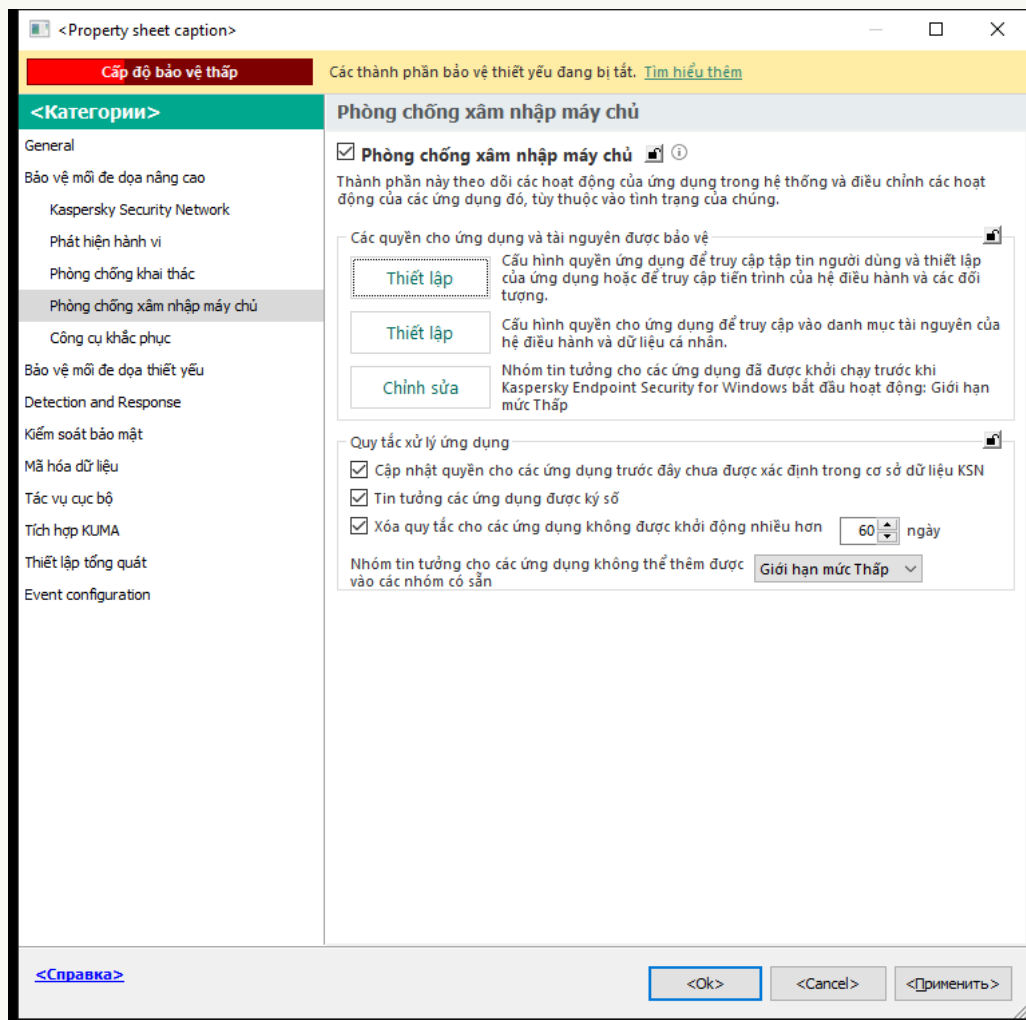 <Property sheet caption>
Cấp độ bảo vệ thấp
Các thành phần bảo vệ thiết yếu đang bị tắt. Tìm hiểu thêm
<Категории>
General
Bảo vệ mối đe dọa nâng cao
Kaspersky Security Network
Phát hiện hành vi
Phòng chống khai thác
Phòng chống xâm nhập máy chủ
Công cụ khắc phục
Bảo vệ mối đe dọa thiết yếu
Detection and Response
Kiểm soát bảo mật
Mã hóa dữ liệu
Tác vụ cục bộ
Tích hợp KUMA
Thiết lập tổng quát
Event configuration
Phòng chống xâm nhập máy chủ
Phòng chống xâm nhập máy chủ
Thành phần này theo dõi các hoạt động của ứng dụng trong hệ thống và điều chỉnh các hoạt
động của các ứng dụng đó, tùy thuộc vào tình trạng của chúng.
Các quyền cho ứng dụng và tài nguyên được bảo vệ
Thiết lập
Cấu hình quyền ứng dụng để truy cập tập tin người dùng và thiết lập
của ứng dụng hoặc để truy cập tiến trình của hệ điều hành và các đối
tượng.
Thiết lập
Cấu hình quyền cho ứng dụng để truy cập vào danh mục tài nguyên của
hệ điều hành và dữ liệu cá nhân.
Chỉnh sửa
Nhóm tin tưởng cho các ứng dụng đã được khởi chạy trước khi
Kaspersky Endpoint Security for Windows bắt đầu hoạt động: Giới hạn
mức Thấp
Quy tắc xử lý ứng dụng
Cập nhật quyền cho các ứng dụng trước đây chưa được xác định trong cơ sở dữ liệu KSN
Tin tưởng các ứng dụng được ký số
Xóa quy tắc cho các ứng dụng không được khởi động nhiều hơn 60 ngày
Nhóm tin tưởng cho các ứng dụng không thể thêm được
vào các nhóm có sẵn
Giới hạn mức Thấp
<Справка>
<Ok>
<Cancel>
<Применить>